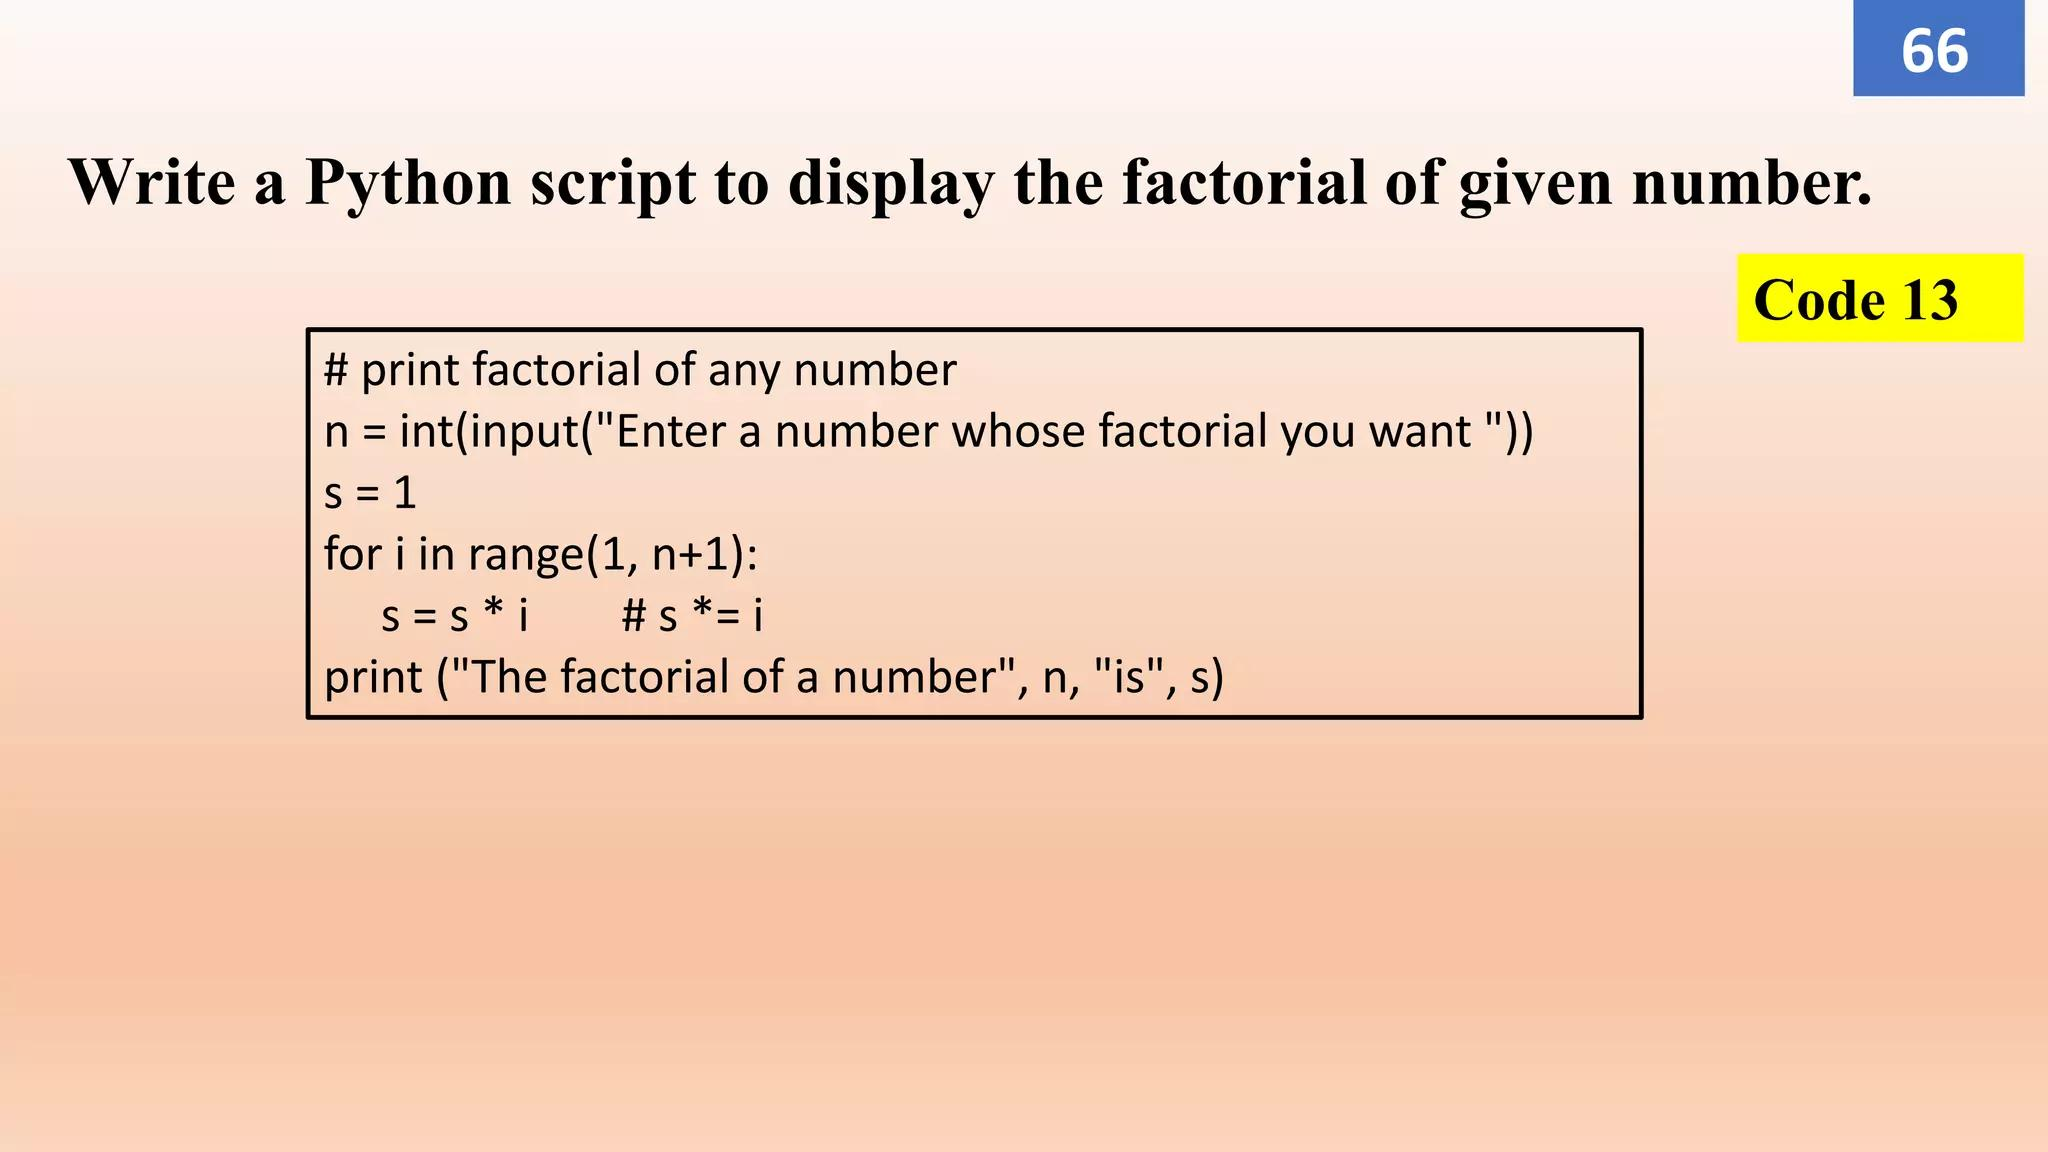 66
Write a Python script to display the factorial of given number.
Code 13
# print factorial of any number
n = int(input("Enter a number whose factorial you want "))
s = 1
for i in range(1, n+1):
    s = s * i       # s *= i
print ("The factorial of a number", n, "is", s)